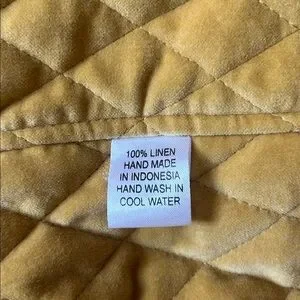 100% LINEN
HAND MADE
IN INDONESIA
HAND WASH IN
COOL WATER